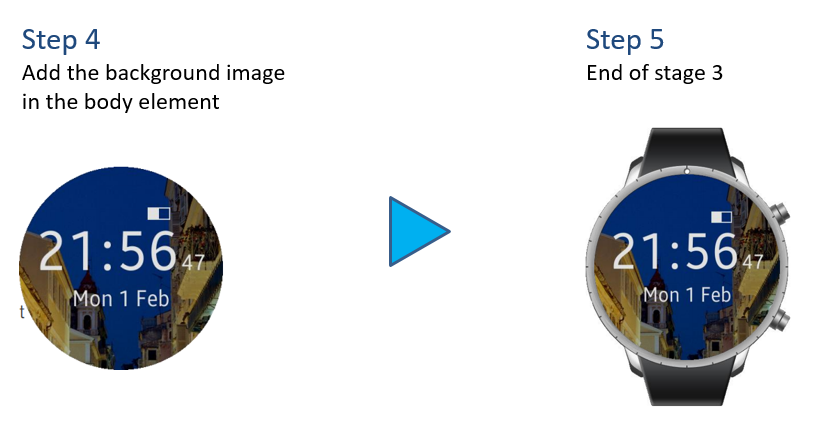 Step 4
Add the background image
in the body element
21:56 47
Mon 1 Feb
t
Step 5
End of stage 3
21:56 47
Mon 1 Feb